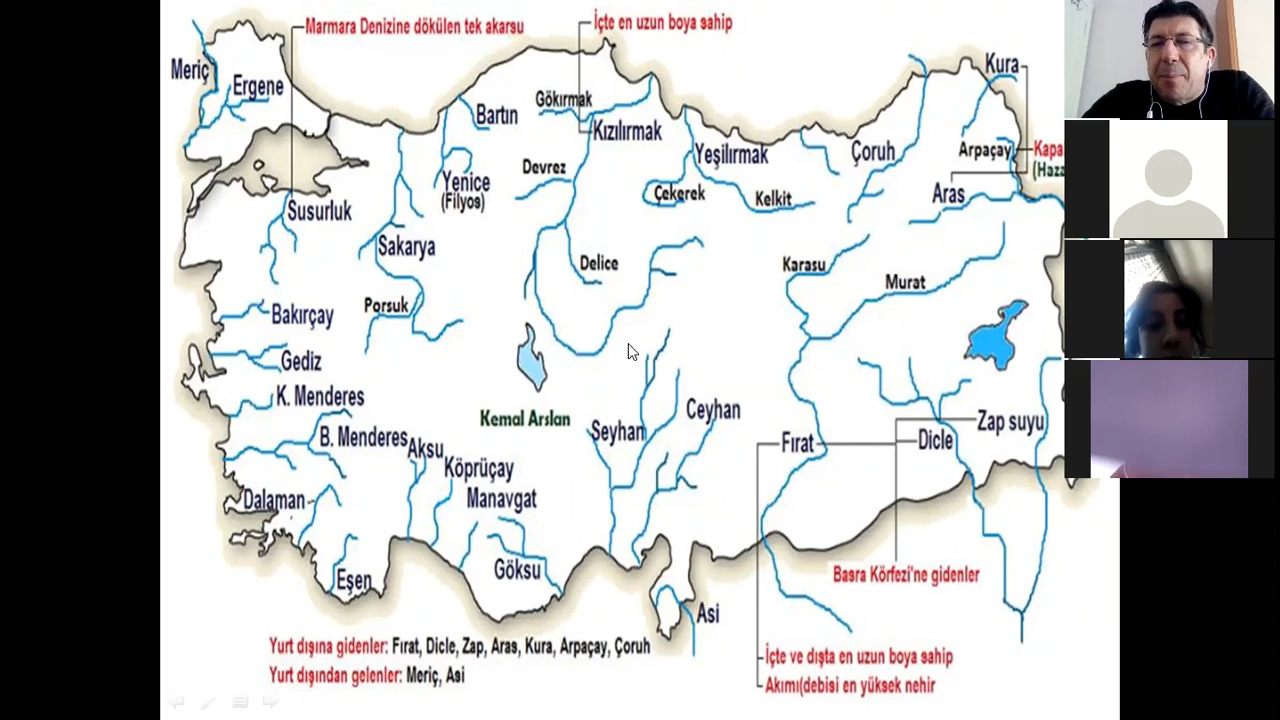 Marmara Denizine dökülen tek akarsu
İçte en uzun boya sahip
Meriç
Ergene
Bartın
Gökırmak
Kızılırmak
Kura
Yeşilırmak
Çoruh
Arpaçay
Kapa
(Haza
Devrez
Yenice
(Filyos)
Çekerek
Kelkit
Aras
Susurluk
Sakarya
Delice
Karasu
Murat
Porsuk
Bakırçay
Gediz
K. Menderes
Kemal Arslan
Ceyhan
Seyhan
B. Menderes
Aksu
Fırat
Dicle
Zap suyu
Köprüçay
Manavgat
Dalaman
Göksu
Eşen
Basra Körfezi'ne gidenler
Asi
Yurt dışına gidenler: Fırat, Dicle, Zap, Aras, Kura, Arpaçay, Çoruh
Yurt dışından gelenler: Meriç, Asi
İçte ve dışta en uzun boya sahip
Akımı(debisi en yüksek nehir